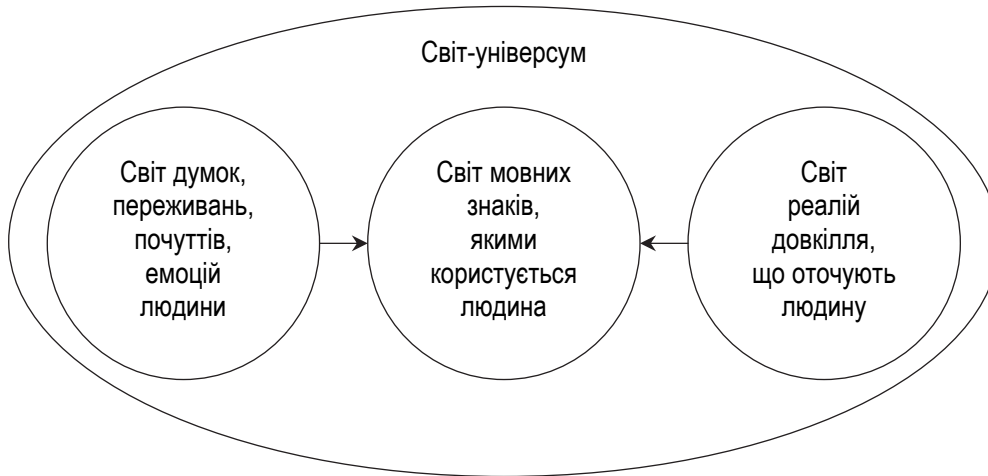 Світ-універсум
Світ думок,
переживань,
почуттів,
емоцій
людини
Світ мовних
знаків,
якими
користується
людина
Світ
реалій
довкілля,
що оточують
людину